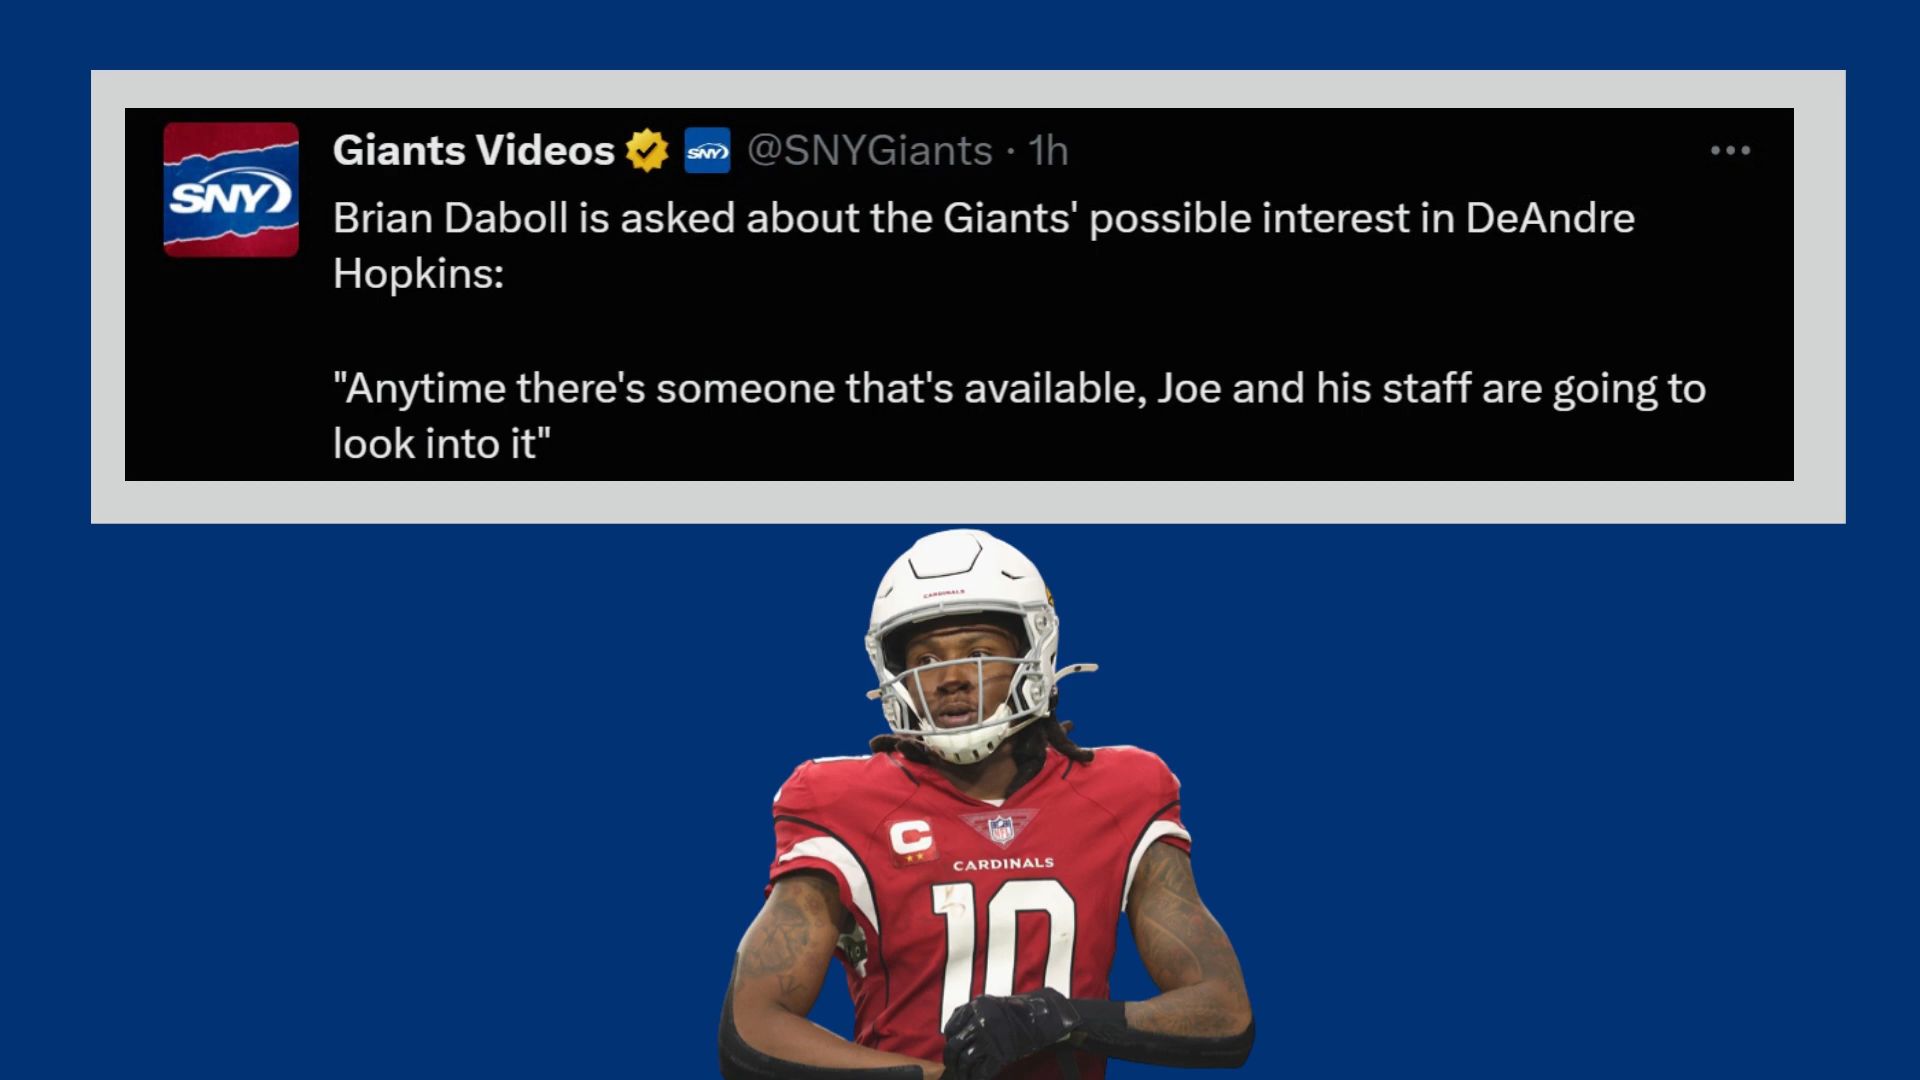 SNY
Giants Videos SNY @SNYGiants · 1h
Brian Daboll is asked about the Giants' possible interest in DeAndre
Hopkins:
"Anytime there's someone that's available, Joe and his staff are going to
look into it"
CARDINALS
C
NFL
CARDINALS
10